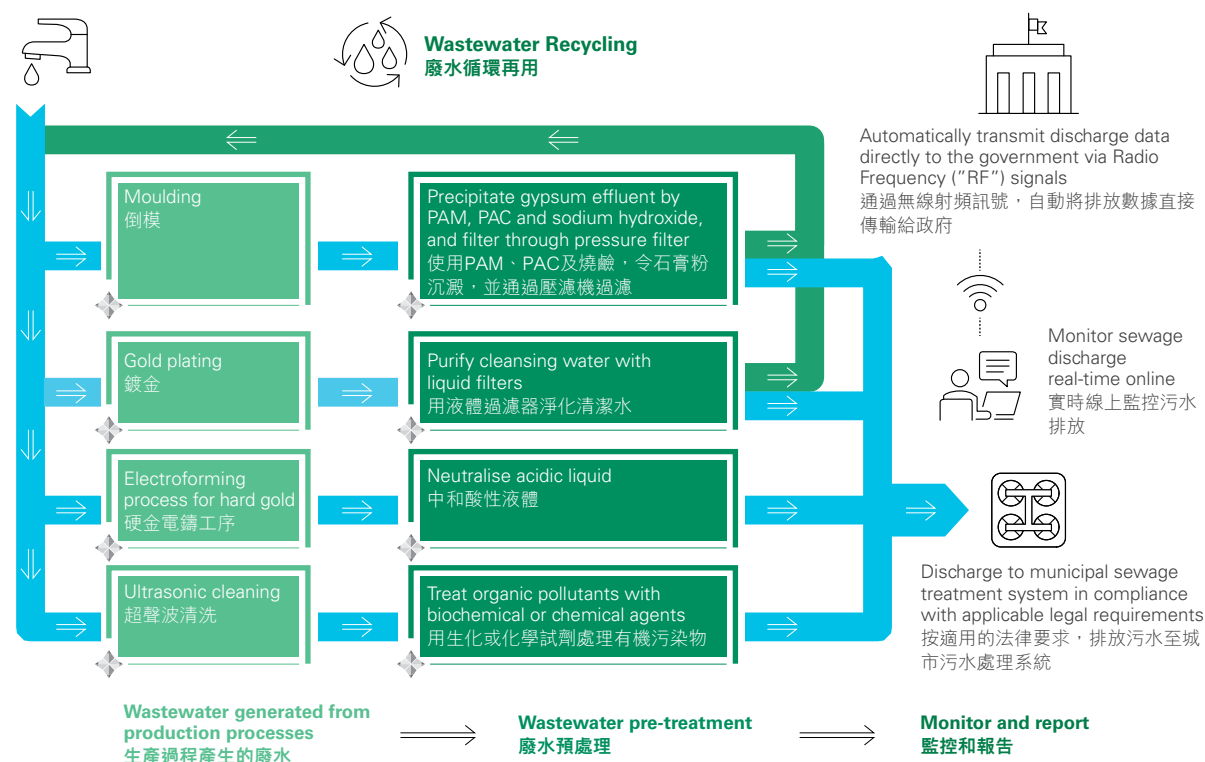 Wastewater Recycling
廢水循環再用
Automatically transmit discharge data
directly to the government via Radio
Frequency ("RF") signals
通過無線射頻訊號，自動將排放數據直接
傳輸給政府
Moulding
倒模
Precipitate gypsum effluent by
PAM, PAC and sodium hydroxide,
and filter through pressure filter
使用PAM、PAC及燒鹼，令石膏粉
沉澱，並通過壓濾機過濾
Gold plating
鍍金
Purify cleansing water with
liquid filters
用液體過濾器淨化清潔水
Monitor sewage
discharge
real-time online
實時線上監控污水
排放
Electroforming
process for hard gold
硬金電鑄工序
Neutralise acidic liquid
中和酸性液體
Ultrasonic cleaning
超聲波清洗
Treat organic pollutants with
biochemical or chemical agents
用生化或化學試劑處理有機污染物
Discharge to municipal sewage
treatment system in compliance
with applicable legal requirements
按適用的法律要求，排放污水至城
市污水處理系統
Wastewater generated from
production processes
生產過程產生的廢水
Wastewater pre-treatment
廢水預處理
Monitor and report
監控和報告